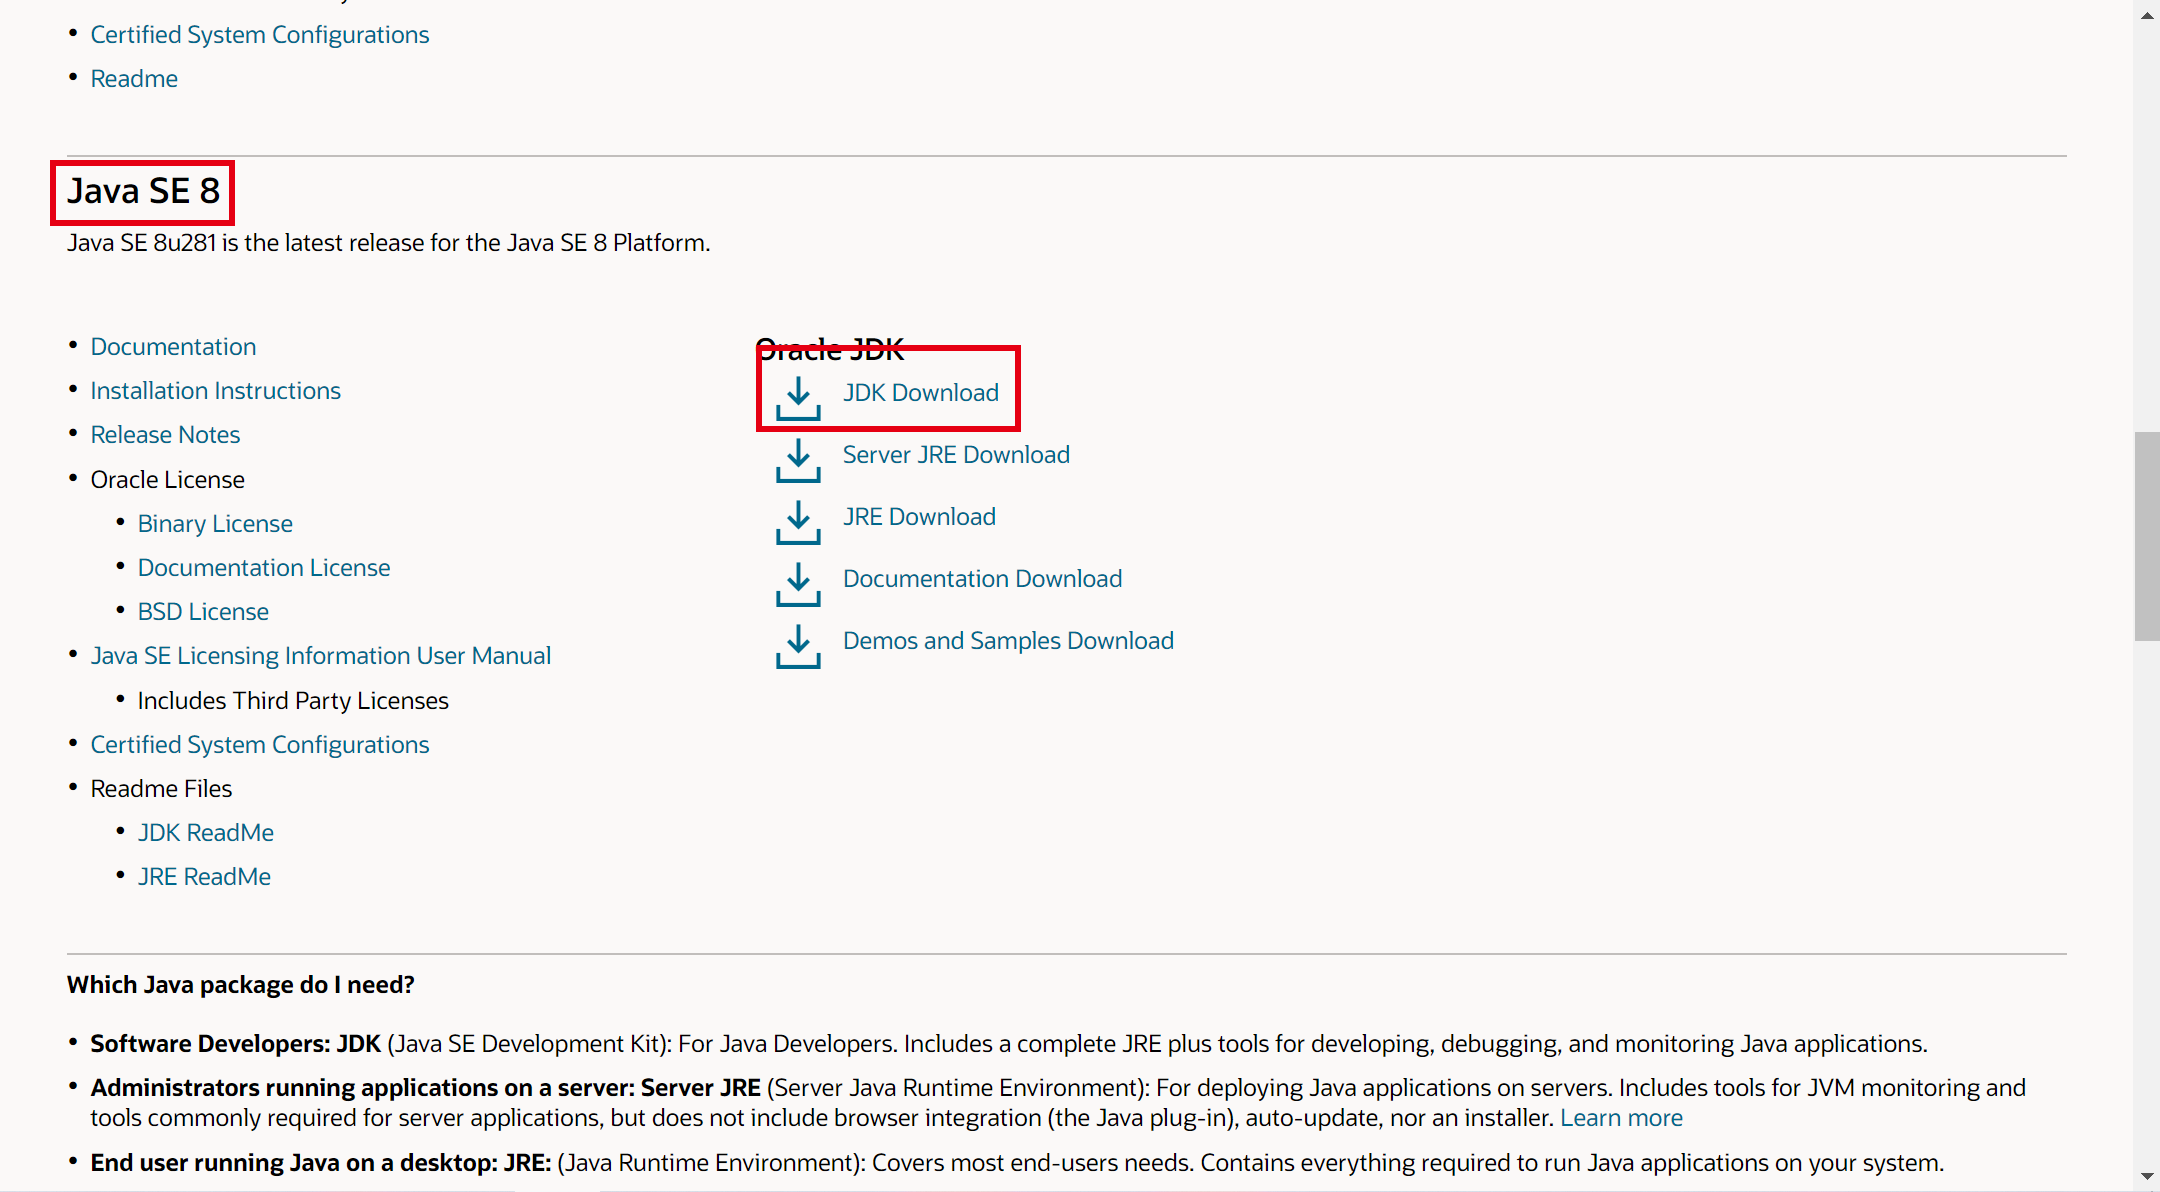 Certified System Configurations
Readme
Java SE 8
Java SE 8u281 is the latest release for the Java SE 8 Platform.
Documentation
Installation Instructions
Release Notes
Oracle License
Binary License
Documentation License
BSD License
Java SE Licensing Information User Manual
Includes Third Party Licenses
Certified System Configurations
Readme Files
JDK ReadMe
JRE ReadMe
Oracle JDK
JDK Download
Server JRE Download
JRE Download
Documentation Download
Demos and Samples Download
Which Java package do I need?
Software Developers: JDK (Java SE Development Kit): For Java Developers. Includes a complete JRE plus tools for developing, debugging, and monitoring Java applications.
Administrators running applications on a server: Server JRE (Server Java Runtime Environment): For deploying Java applications on servers. Includes tools for JVM monitoring and
tools commonly required for server applications, but does not include browser integration (the Java plug-in), auto-update, nor an installer. Learn more
End user running Java on a desktop: JRE: (Java Runtime Environment): Covers most end-users needs. Contains everything required to run Java applications on your system.